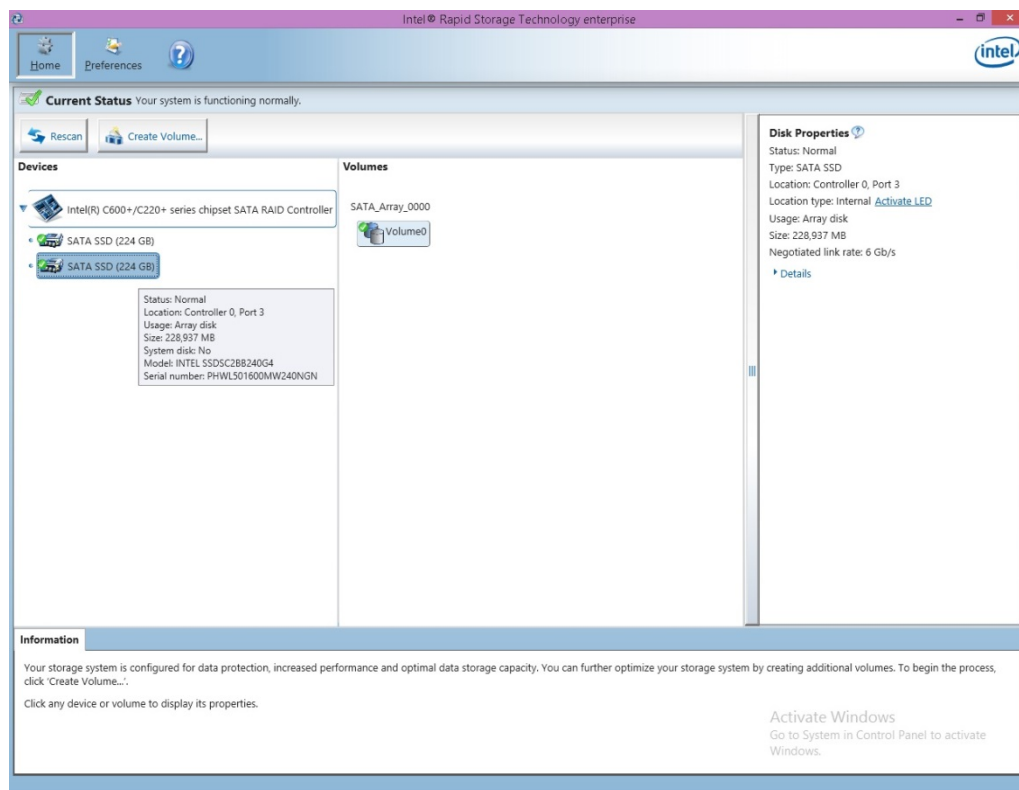 Intel® Rapid Storage Technology enterprise
Home
Preferences
intel
Current Status Your system is functioning normally.
Rescan
Create Volume...
Devices
Intel(R) C600+/C220+ series chipset SATA RAID Controller
SATA SSD (224 GB)
SATA SSD (224 GB)
Status: Normal
Location: Controller 0, Port 3
Usage: Array disk
Size: 228,937 MB
System disk: No
Model: INTEL SSDSC2BB240G4
Serial number: PHWL501600MW240NGN
Volumes
SATA_Array_0000
Volume0
Disk Properties
Status: Normal
Type: SATA SSD
Location: Controller 0, Port 3
Location type: Internal Activate LED
Usage: Array disk
Size: 228,937 MB
Negotiated link rate: 6 Gb/s
Details
Information
Your storage system is configured for data protection, increased performance and optimal data storage capacity. You can further optimize your storage system by creating additional volumes. To begin the process,
click 'Create Volume...'.
Click any device or volume to display its properties.
Activate Windows
Go to System in Control Panel to activate
Windows.